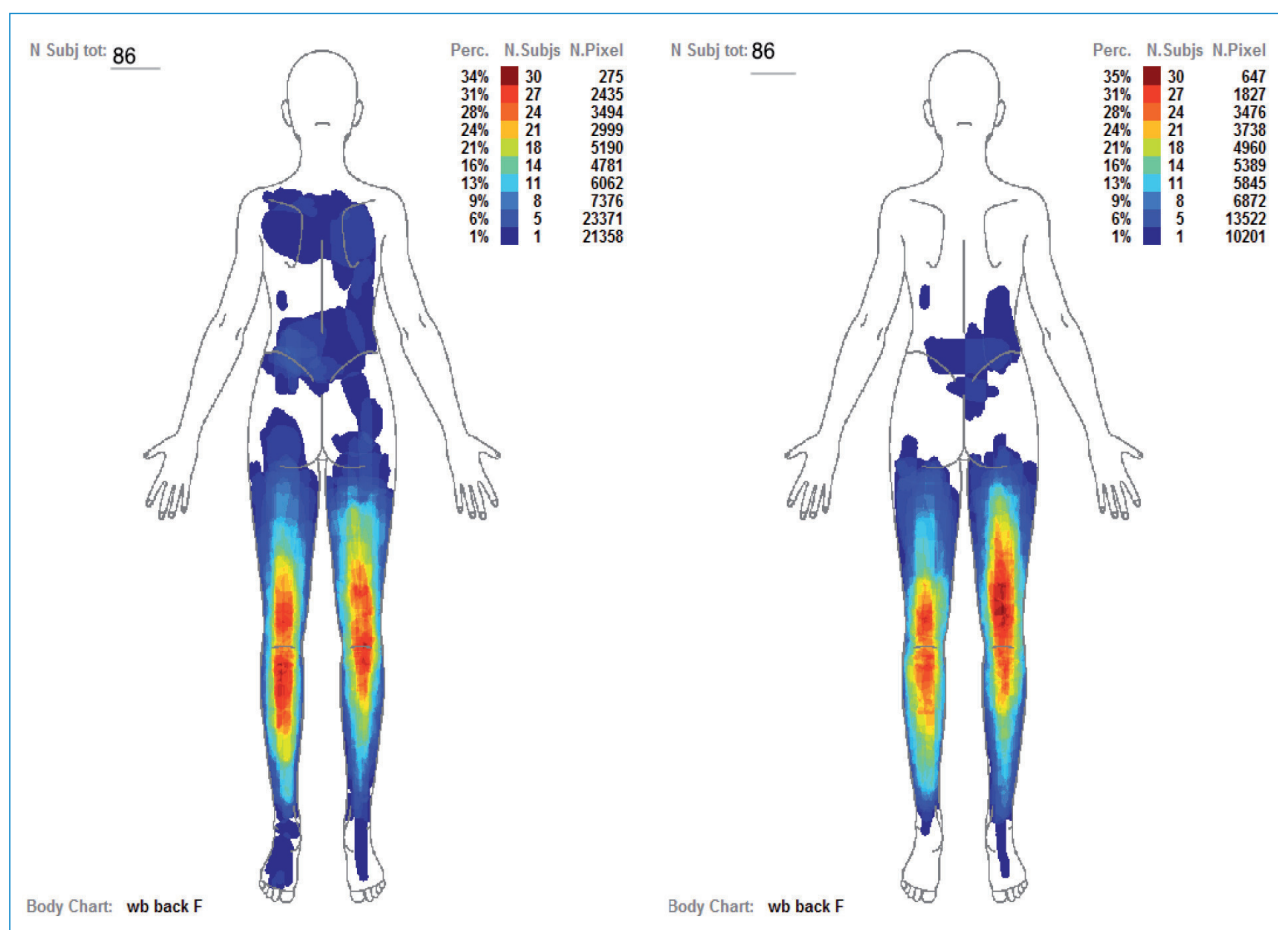 N Subj tot: 86
Perc. N.Subjs N.Pixel
34% 30 275
31% 27 2435
28% 24 3494
24% 21 2999
21% 18 5190
16% 14 4781
13% 11 6062
9% 8 7376
6% 5 23371
1% 1 21358
Body Chart: wb back F
N Subj tot: 86
Perc. N.Subjs N.Pixel
35% 30 647
31% 27 1827
28% 24 3476
24% 21 3738
21% 18 4960
16% 14 5389
13% 11 5845
9% 8 6872
6% 5 13522
1% 1 10201
Body Chart: wb back F